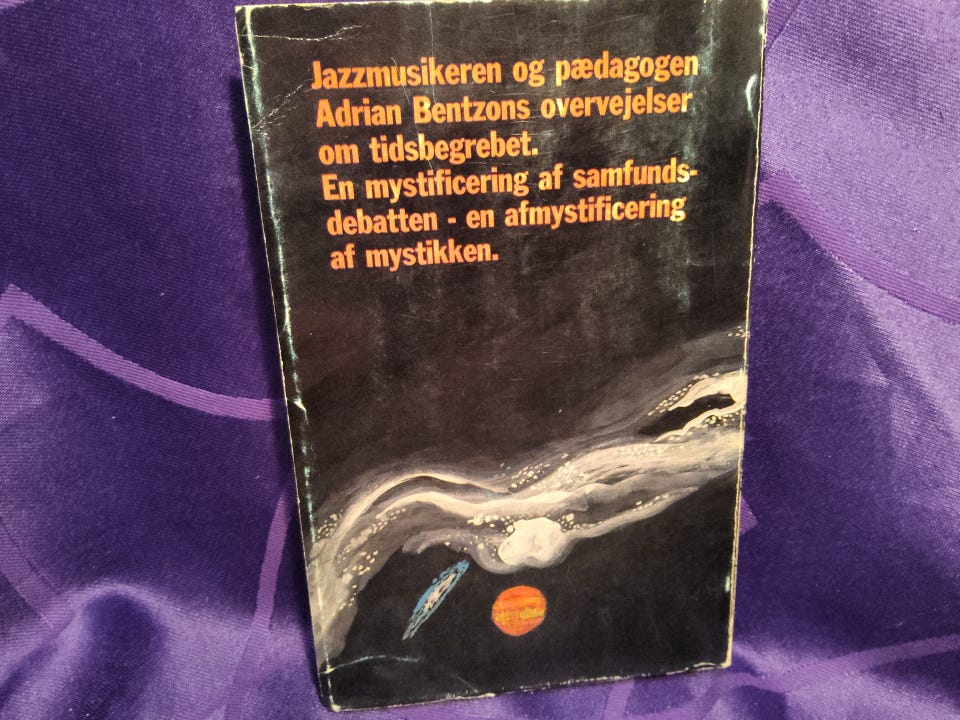 Jazzmusikeren og pædagogen
Adrian Bentzons overvejelser
om tidsbegrebet.
En mystificering af samfunds-
debatten - en afmystificering
af mystikken.